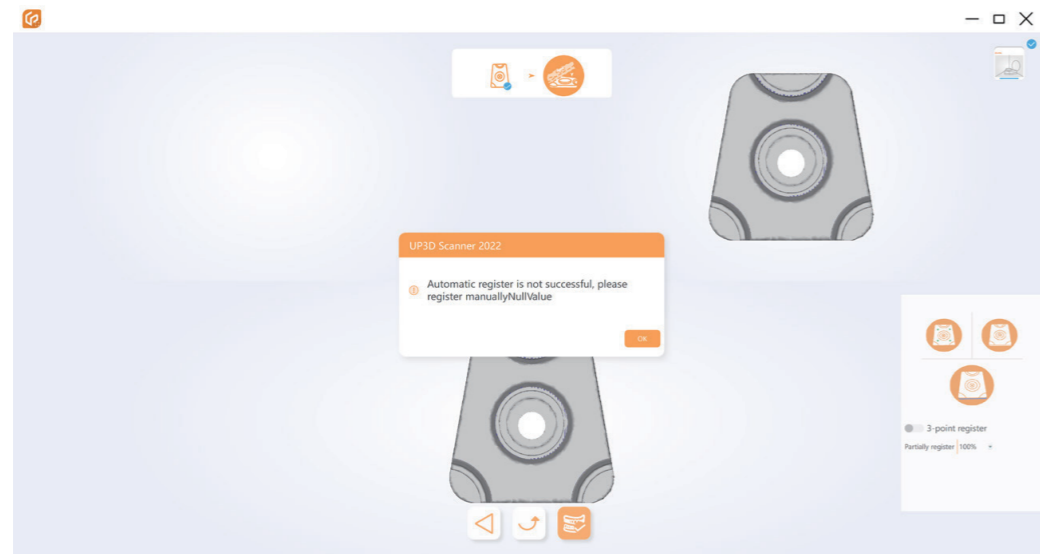 UP3D Scanner 2022
Automatic register is not successful, please
register manuallyNullValue
OK
3-point register
Partially register 100%